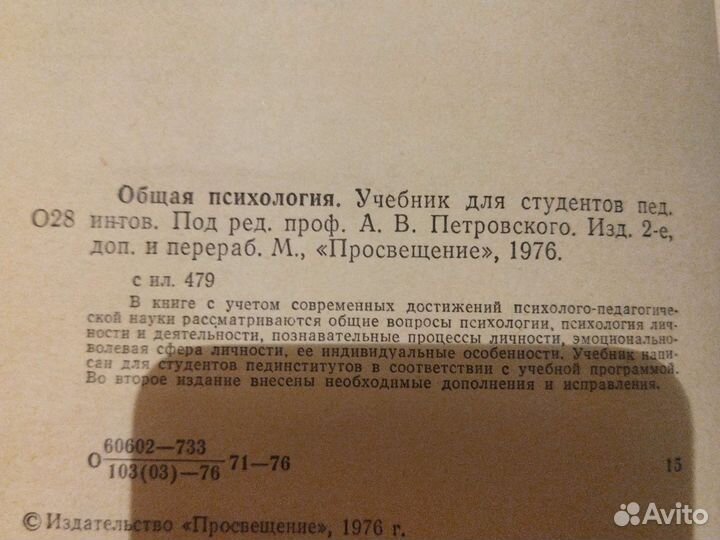 Общая психология. Учебник для студентов пед.
О28 ин-тов. Под ред. проф. А. В. Петровского. Изд. 2-е,
доп. и перераб. М., «Просвещение», 1976.
с ил. 479
В книге с учетом современных достижений психолого-педагогиче-
ской науки рассматриваются общие вопросы психологии, психология лич-
ности и деятельности, познавательные процессы личности, эмоционально-
волевая сфера личности, ее индивидуальные особенности. Учебник напи-
сан для студентов пединститутов в соответствии с учебной программой.
Во второе издание внесены необходимые дополнения и исправления.
60602—733
О 71—76 15
103(03)—76
© Издательство «Просвещение», 1976 г.
Avito